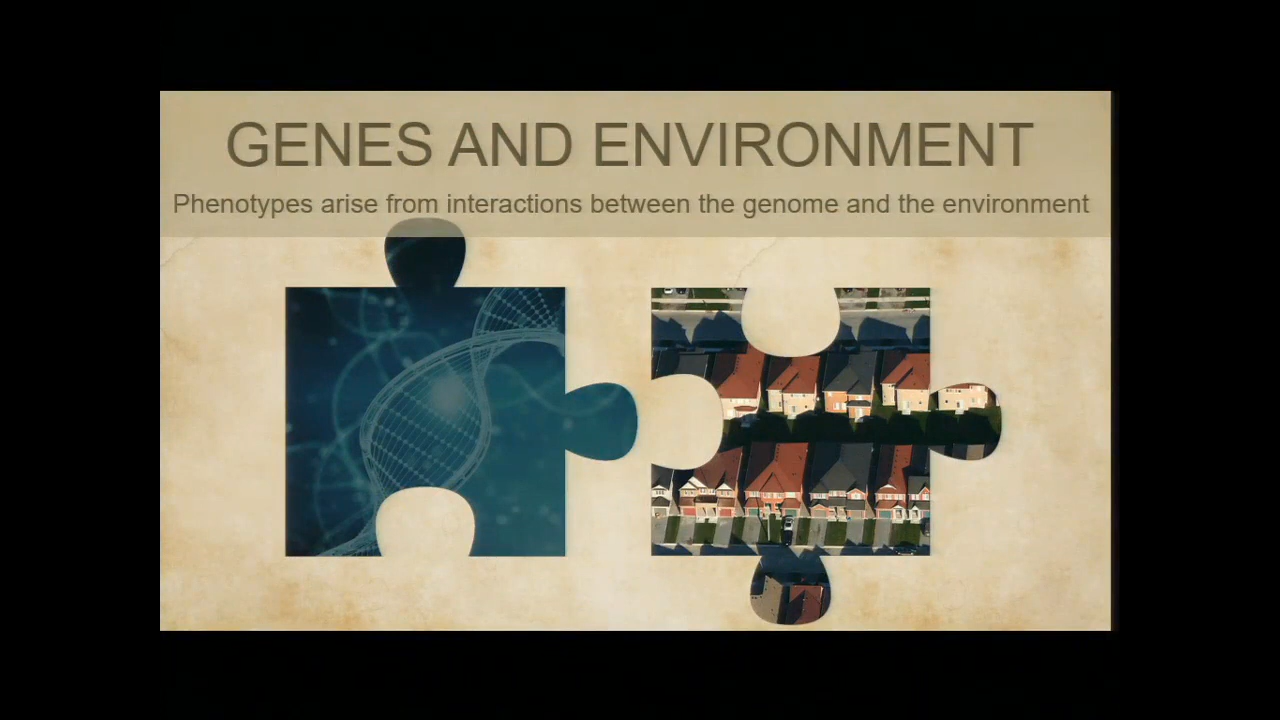 GENES AND ENVIRONMENT
Phenotypes arise from interactions between the genome and the environment